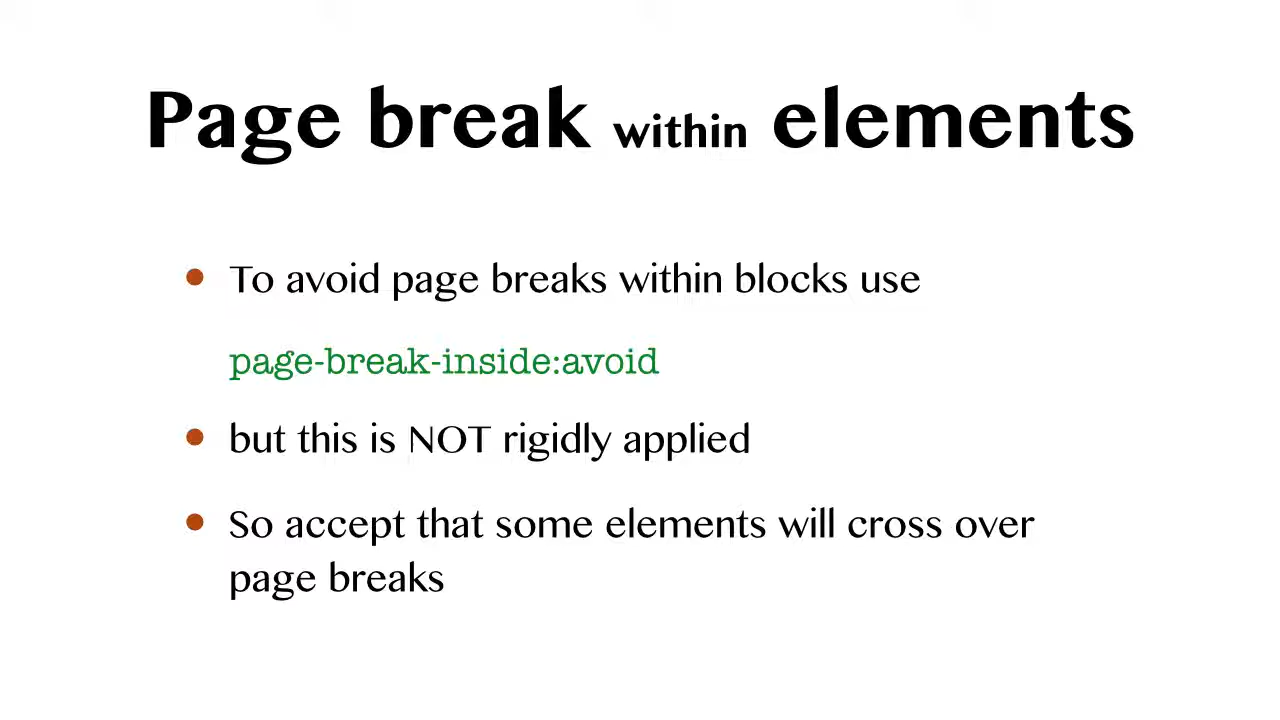 Page break within elements
• To avoid page breaks within blocks use
page-break-inside:avoid
• but this is NOT rigidly applied
• So accept that some elements will cross over
page breaks